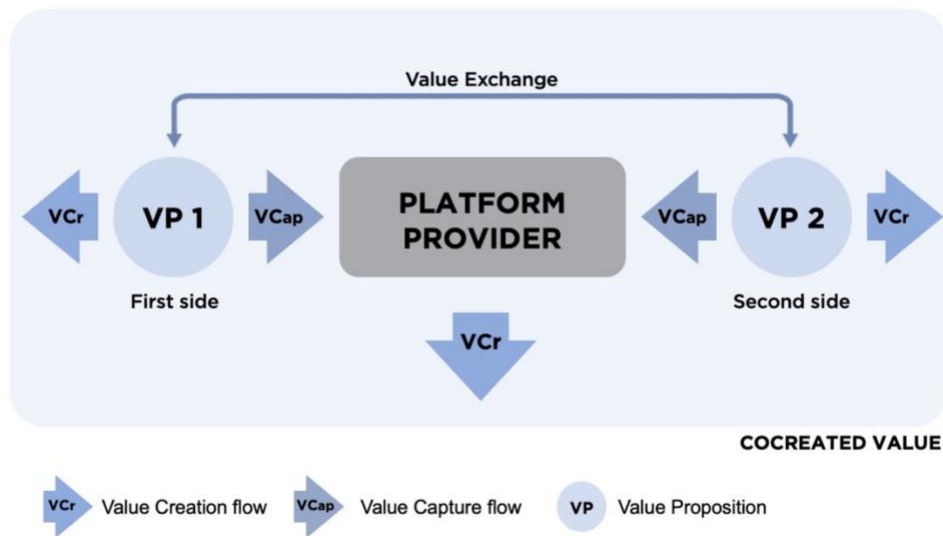 Value Exchange
VCr
VP 1
VCap
PLATFORM
PROVIDER
VCap
VP 2
VCr
First side
Second side
VCr
COCREATED VALUE
VCr Value Creation flow
VCap Value Capture flow
VP Value Proposition